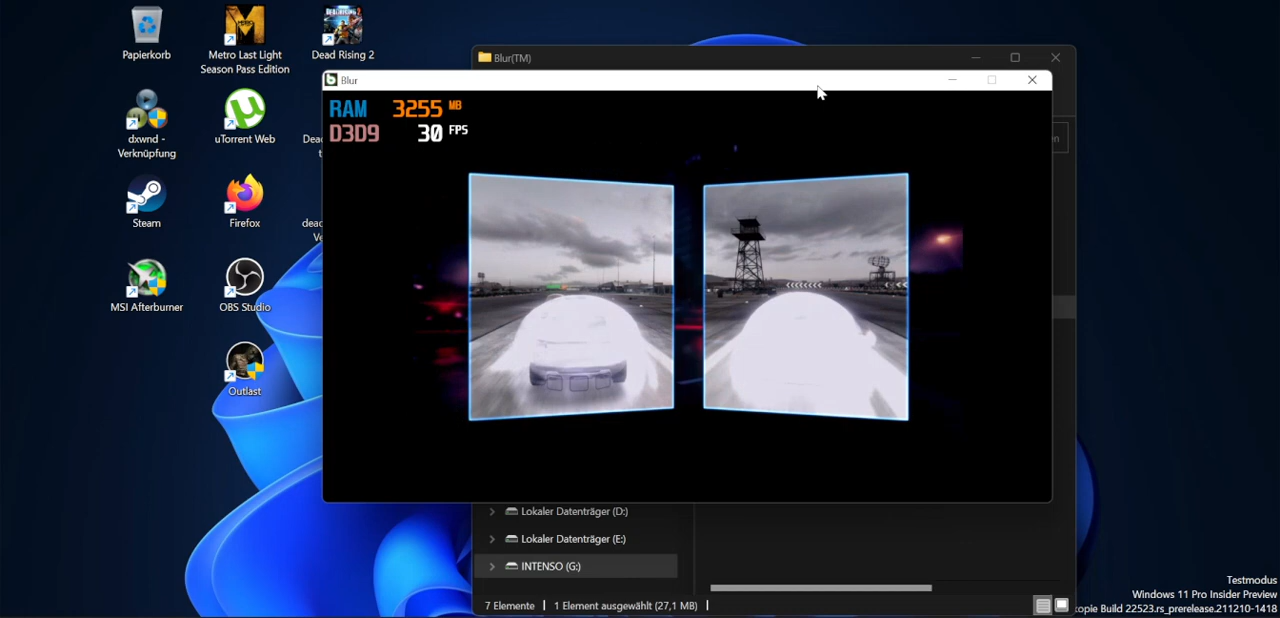 Papierkorb
Metro Last Light
Season Pass Edition
Dead Rising 2
dxwnd -
Verknüpfung
uTorrent Web
Steam
Firefox
MSI Afterburner
OBS Studio
Outlast
Blur(TM)
Blur
RAM 3255 MB
D3D9 30 FPS
Lokaler Datenträger (D:)
Lokaler Datenträger (E:)
INTENSO (G:)
7 Elemente
1 Element ausgewählt (27,1 MB)
Testmodus
Windows 11 Pro Insider Preview
Build 22523.rs_prerelease.211210-1418